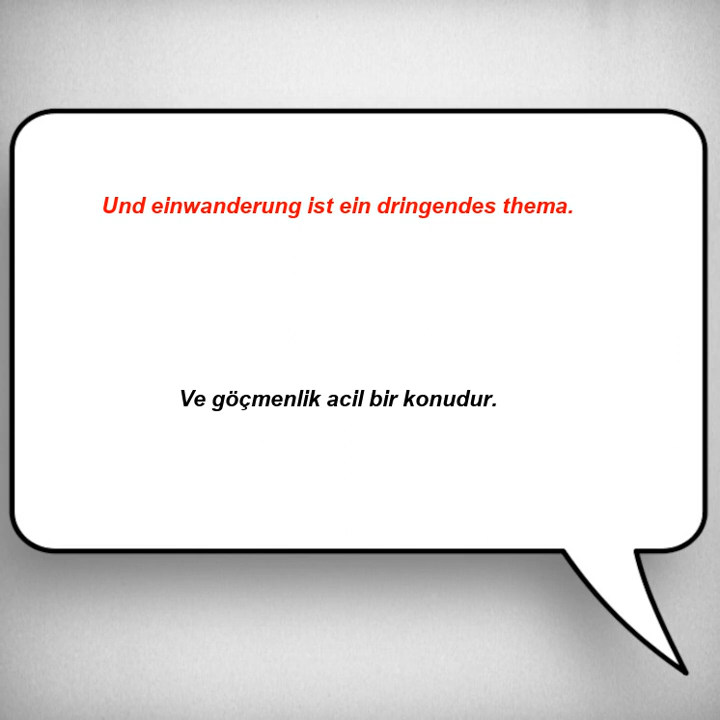 Und einwanderung ist ein dringendes thema.
Ve göçmenlik acil bir konudur.